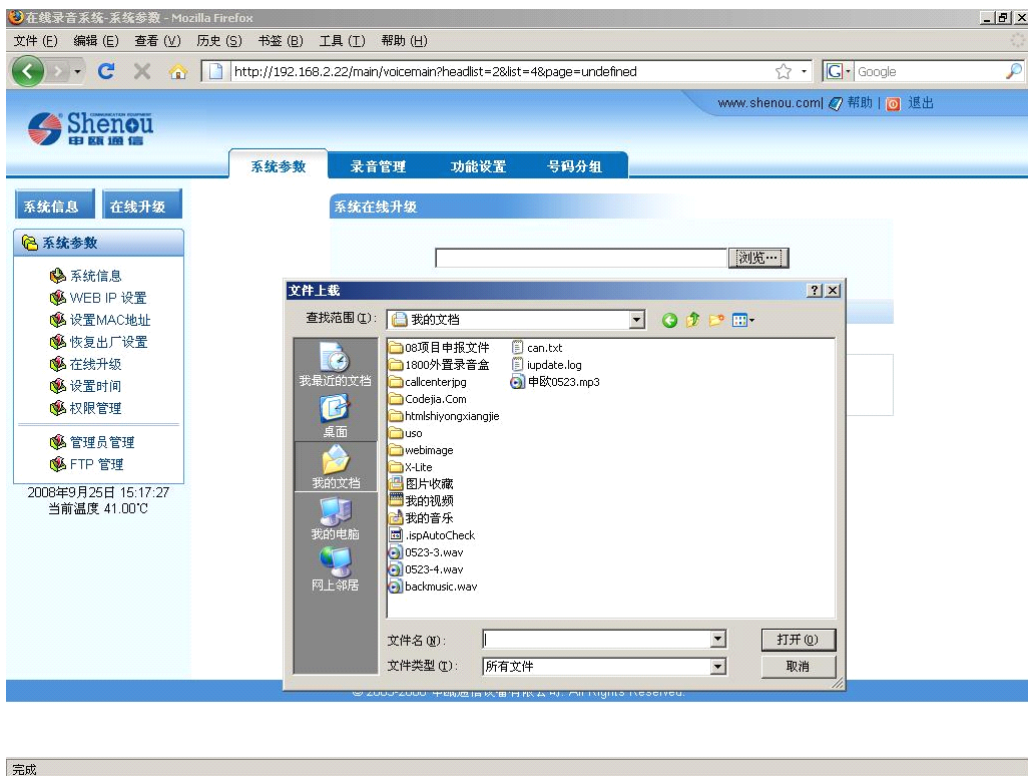 在线录音系统-系统参数 - Mozilla Firefox
文件(F) 编辑(E) 查看(V) 历史(S) 书签(B) 工具(T) 帮助(H)
http://192.168.2.22/main/voicemain?headlist=2&list=4&page=undefined
G Google
www.shenou.com| 帮助 | 退出
COMMUNICATION EQUIPMENT
Shenou
申瓯通信
系统参数 录音管理 功能设置 号码分组
系统信息 在线升级
系统在线升级
系统参数
浏览…
系统信息
WEB IP 设置
设置MAC地址
恢复出厂设置
在线升级
设置时间
权限管理
管理员管理
FTP 管理
2008年9月25日 15:17:27
当前温度 41.00℃
文件上载
查找范围(I): 我的文档
我最近的文档
桌面
我的文档
我的电脑
网上邻居
08项目申报文件
1800外置录音盒
callcenterjpg
Codejia.Com
htmlshiyongxiangjie
uso
webimage
X-Lite
图片收藏
我的视频
我的音乐
.ispAutoCheck
0523-3.wav
0523-4.wav
backmusic.wav
can.txt
iupdate.log
申欧0523.mp3
文件名(N): 打开(O)
文件类型(T): 所有文件 取消
All Rights Reserved.
完成